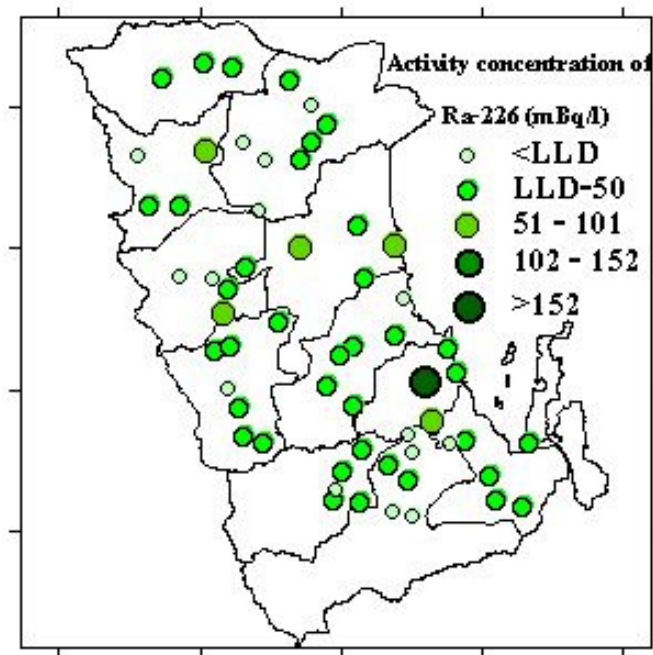 Activity concentration of
Ra-226 (mBq/l)
<LLD
LLD-50
51 - 101
102 - 152
>152